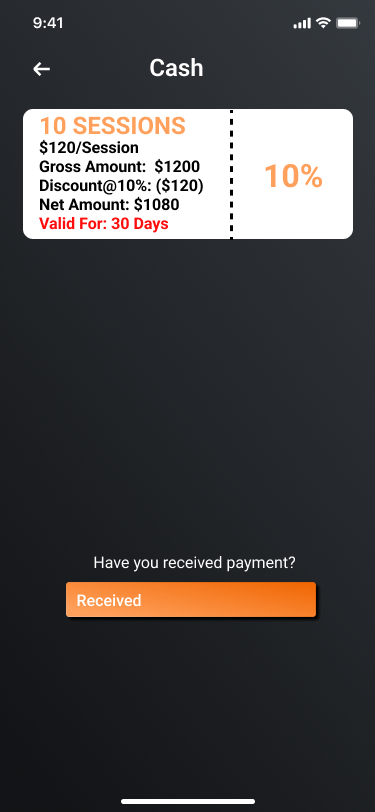 9:41
Cash
10 SESSIONS
$120/Session
Gross Amount:  $1200
Discount@10%: ($120)
Net Amount: $1080
Valid For: 30 Days
10%
Have you received payment?
Received